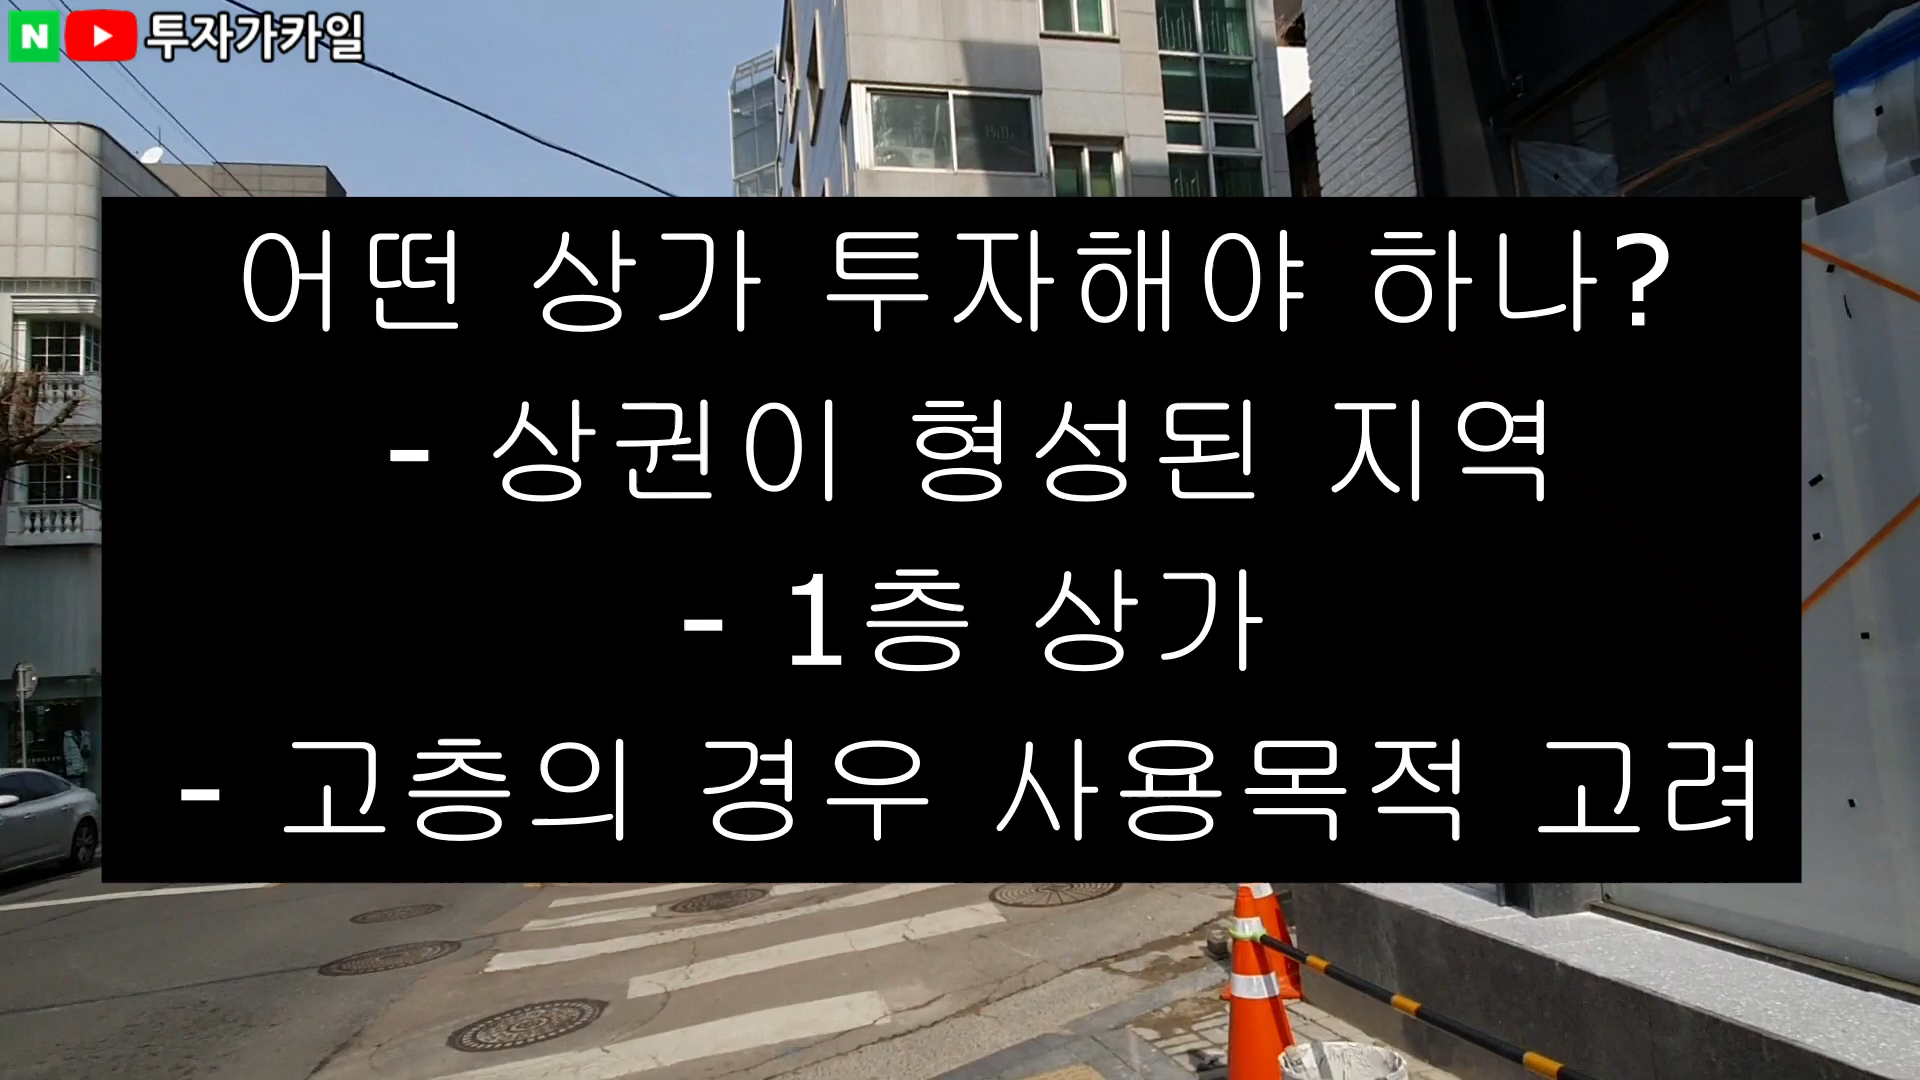 N 투자가카일
어떤 상가 투자해야 하나?
- 상권이 형성된 지역
- 1층 상가
- 고층의 경우 사용목적 고려